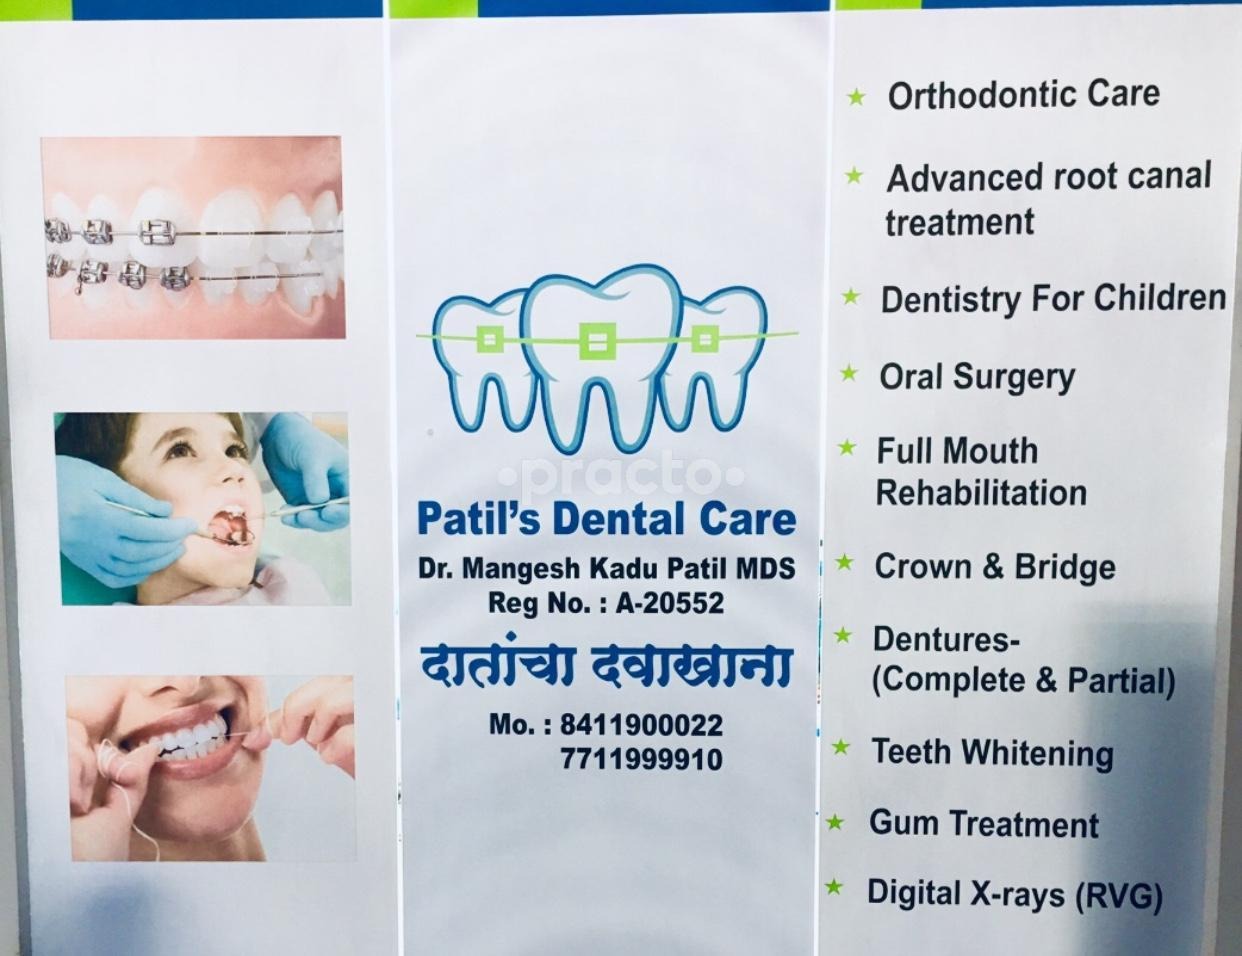 ·practo·
Patil's Dental Care
Dr. Mangesh Kadu Patil MDS
Reg No. : A-20552
दातांचा दवाखाना
Mo. : 8411900022
7711999910
Orthodontic Care
Advanced root canal
treatment
Dentistry For Children
Oral Surgery
Full Mouth
Rehabilitation
Crown & Bridge
Dentures-
(Complete & Partial)
Teeth Whitening
Gum Treatment
Digital X-rays (RVG)